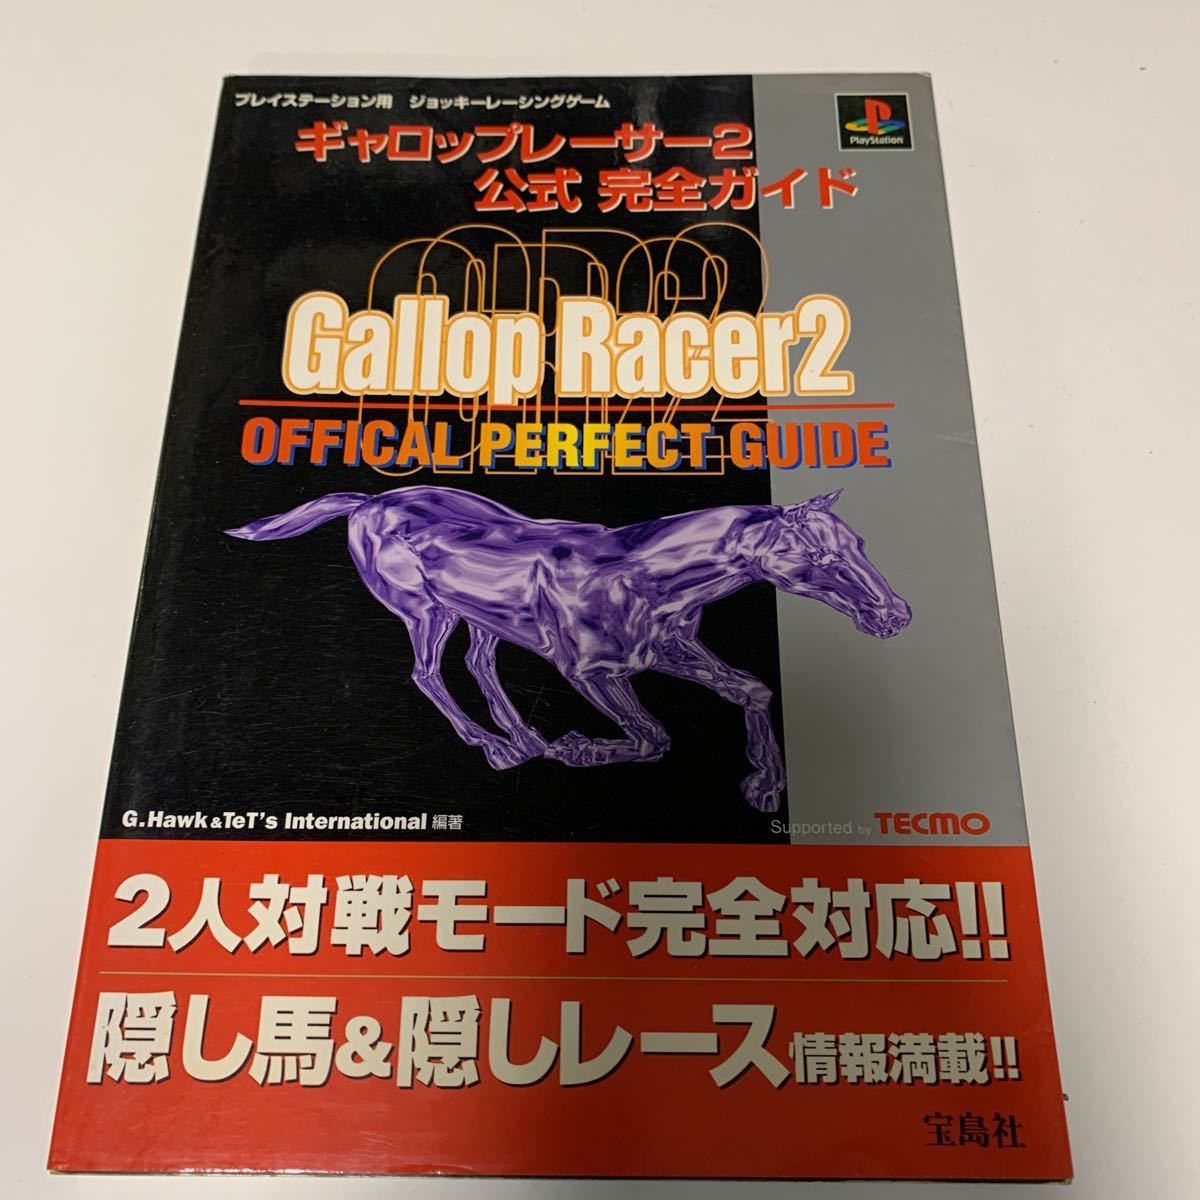 プレイステーション用 ジョッキーレーシングゲーム
PlayStation
ギャロップレーサー2
公式 完全ガイド
GR2
Gallop Racer2
OFFICAL PERFECT GUIDE
G.Hawk&TeT's International 編著
Supported by TECMO
2人対戦モード完全対応!!
隠し馬&隠しレース情報満載!!
宝島社